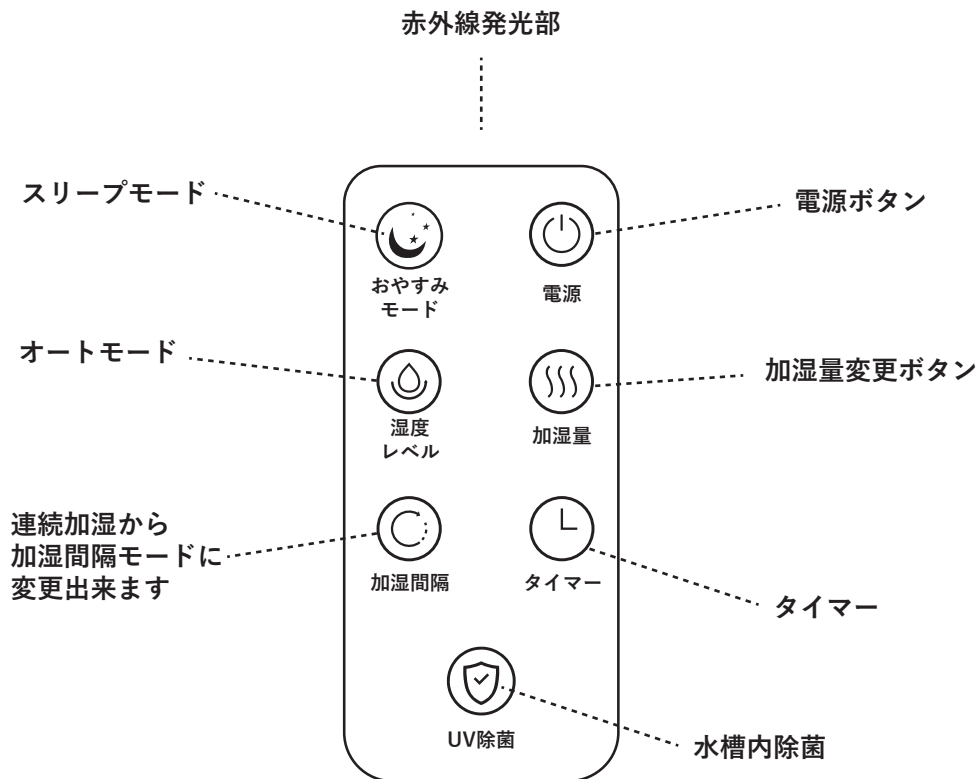 赤外線発光部
スリープモード
電源ボタン
おやすみ
モード
電源
オートモード
加湿量変更ボタン
湿度
レベル
加湿量
連続加湿から
加湿間隔モードに
変更出来ます
加湿間隔
タイマー
タイマー
UV除菌
水槽内除菌